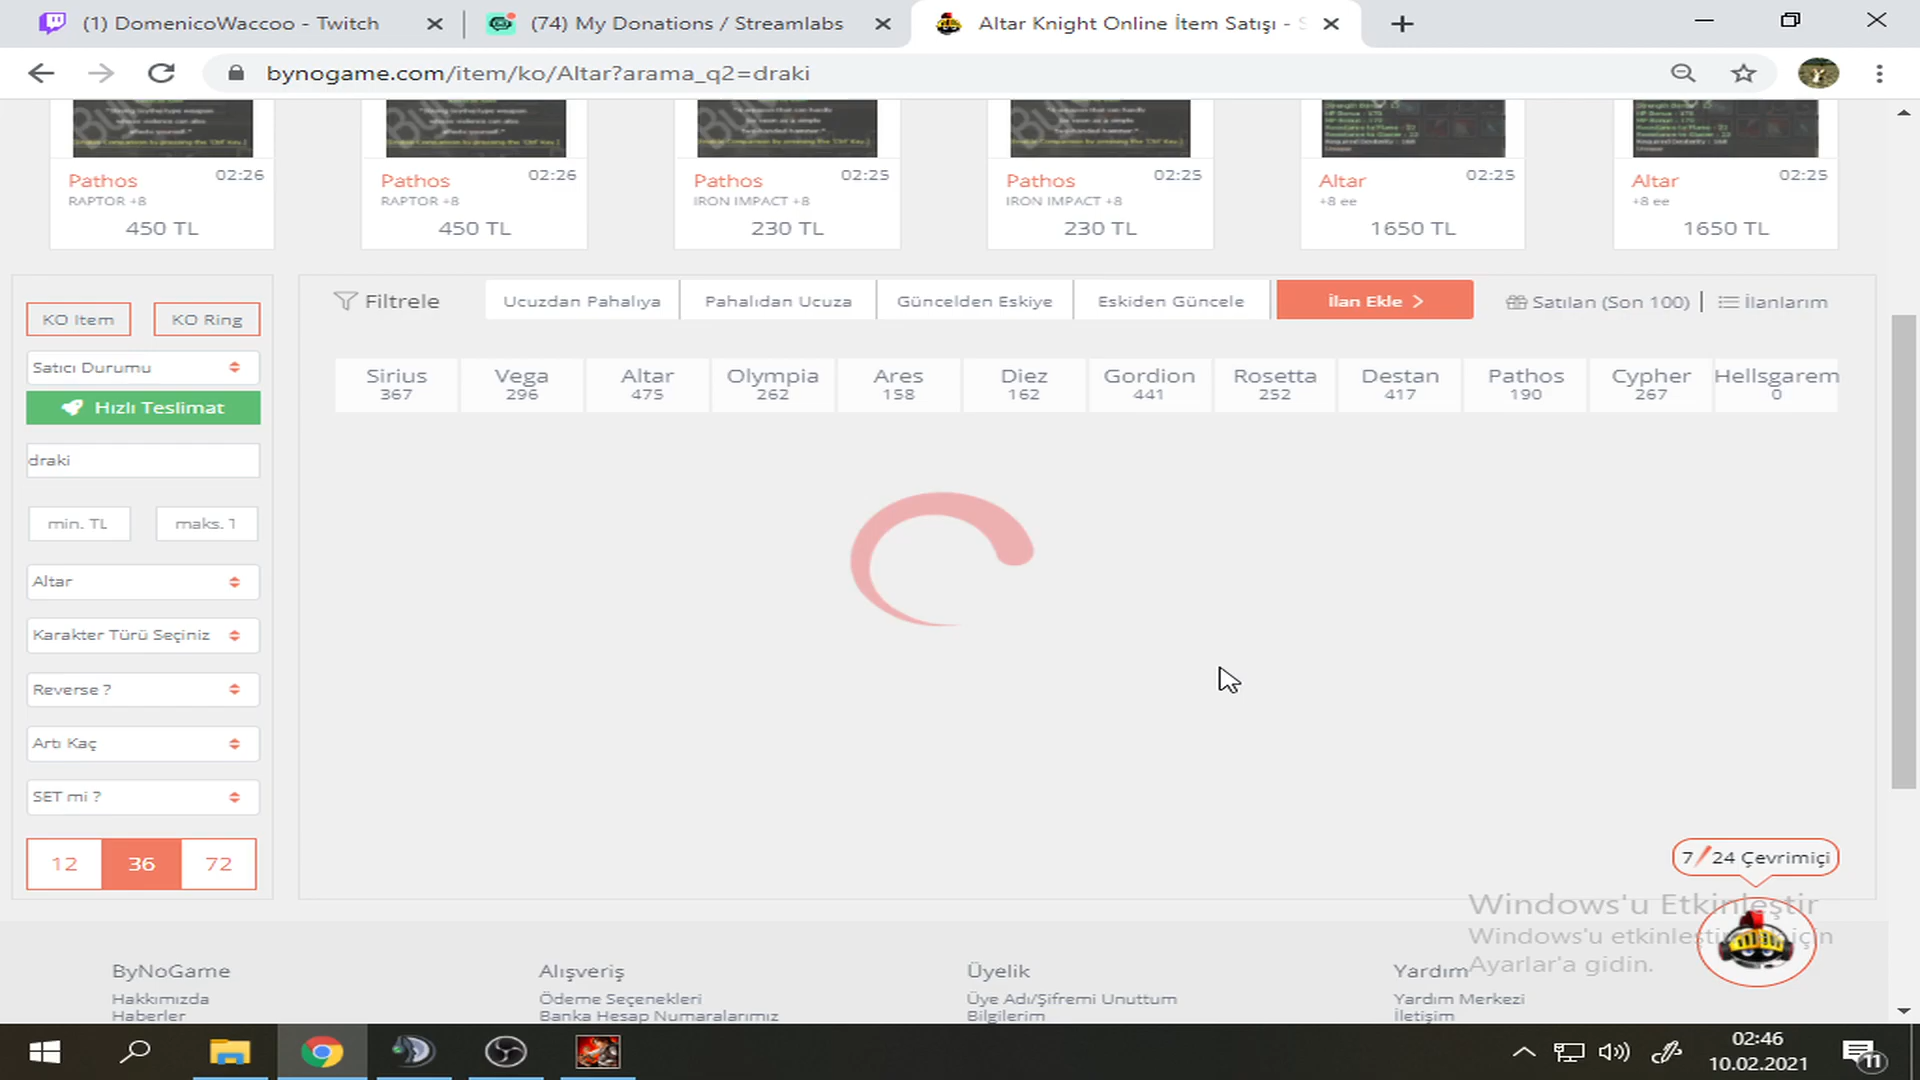 (1) DomenicoWaccoo - Twitch
(74) My Donations / Streamlabs
Altar Knight Online İtem Satışı - S
bynogame.com/item/ko/Altar?arama_q2=draki
Pathos 02:26
RAPTOR +8
450 TL
Pathos 02:26
RAPTOR +8
450 TL
Pathos 02:25
IRON IMPACT +8
230 TL
Pathos 02:25
IRON IMPACT +8
230 TL
Altar 02:25
+8 ee
1650 TL
Altar 02:25
+8 ee
1650 TL
KO Item
KO Ring
Satıcı Durumu
Hızlı Teslimat
draki
min. TL
maks. T
Altar
Karakter Türü Seçiniz
Reverse ?
Artı Kaç
SET mi ?
12 36 72
Filtrele
Ucuzdan Pahalıya
Pahalıdan Ucuza
Güncelden Eskiye
Eskiden Güncele
İlan Ekle >
Satılan (Son 100) |
İlanlarım
Sirius
367
Vega
296
Altar
475
Olympia
262
Ares
158
Diez
162
Gordion
441
Rosetta
252
Destan
417
Pathos
190
Cypher
267
Hellsgarem
0
7/24 Çevrimiçi
Windows'u Etkinleştir
Windows'u etkinleştirmek için
Ayarlar'a gidin.
ByNoGame
Hakkımızda
Haberler
Alışveriş
Ödeme Seçenekleri
Banka Hesap Numaralarımız
Üyelik
Üye Adı/Şifremi Unuttum
Bilgilerim
Yardım
Yardım Merkezi
İletişim
02:46
10.02.2021
11